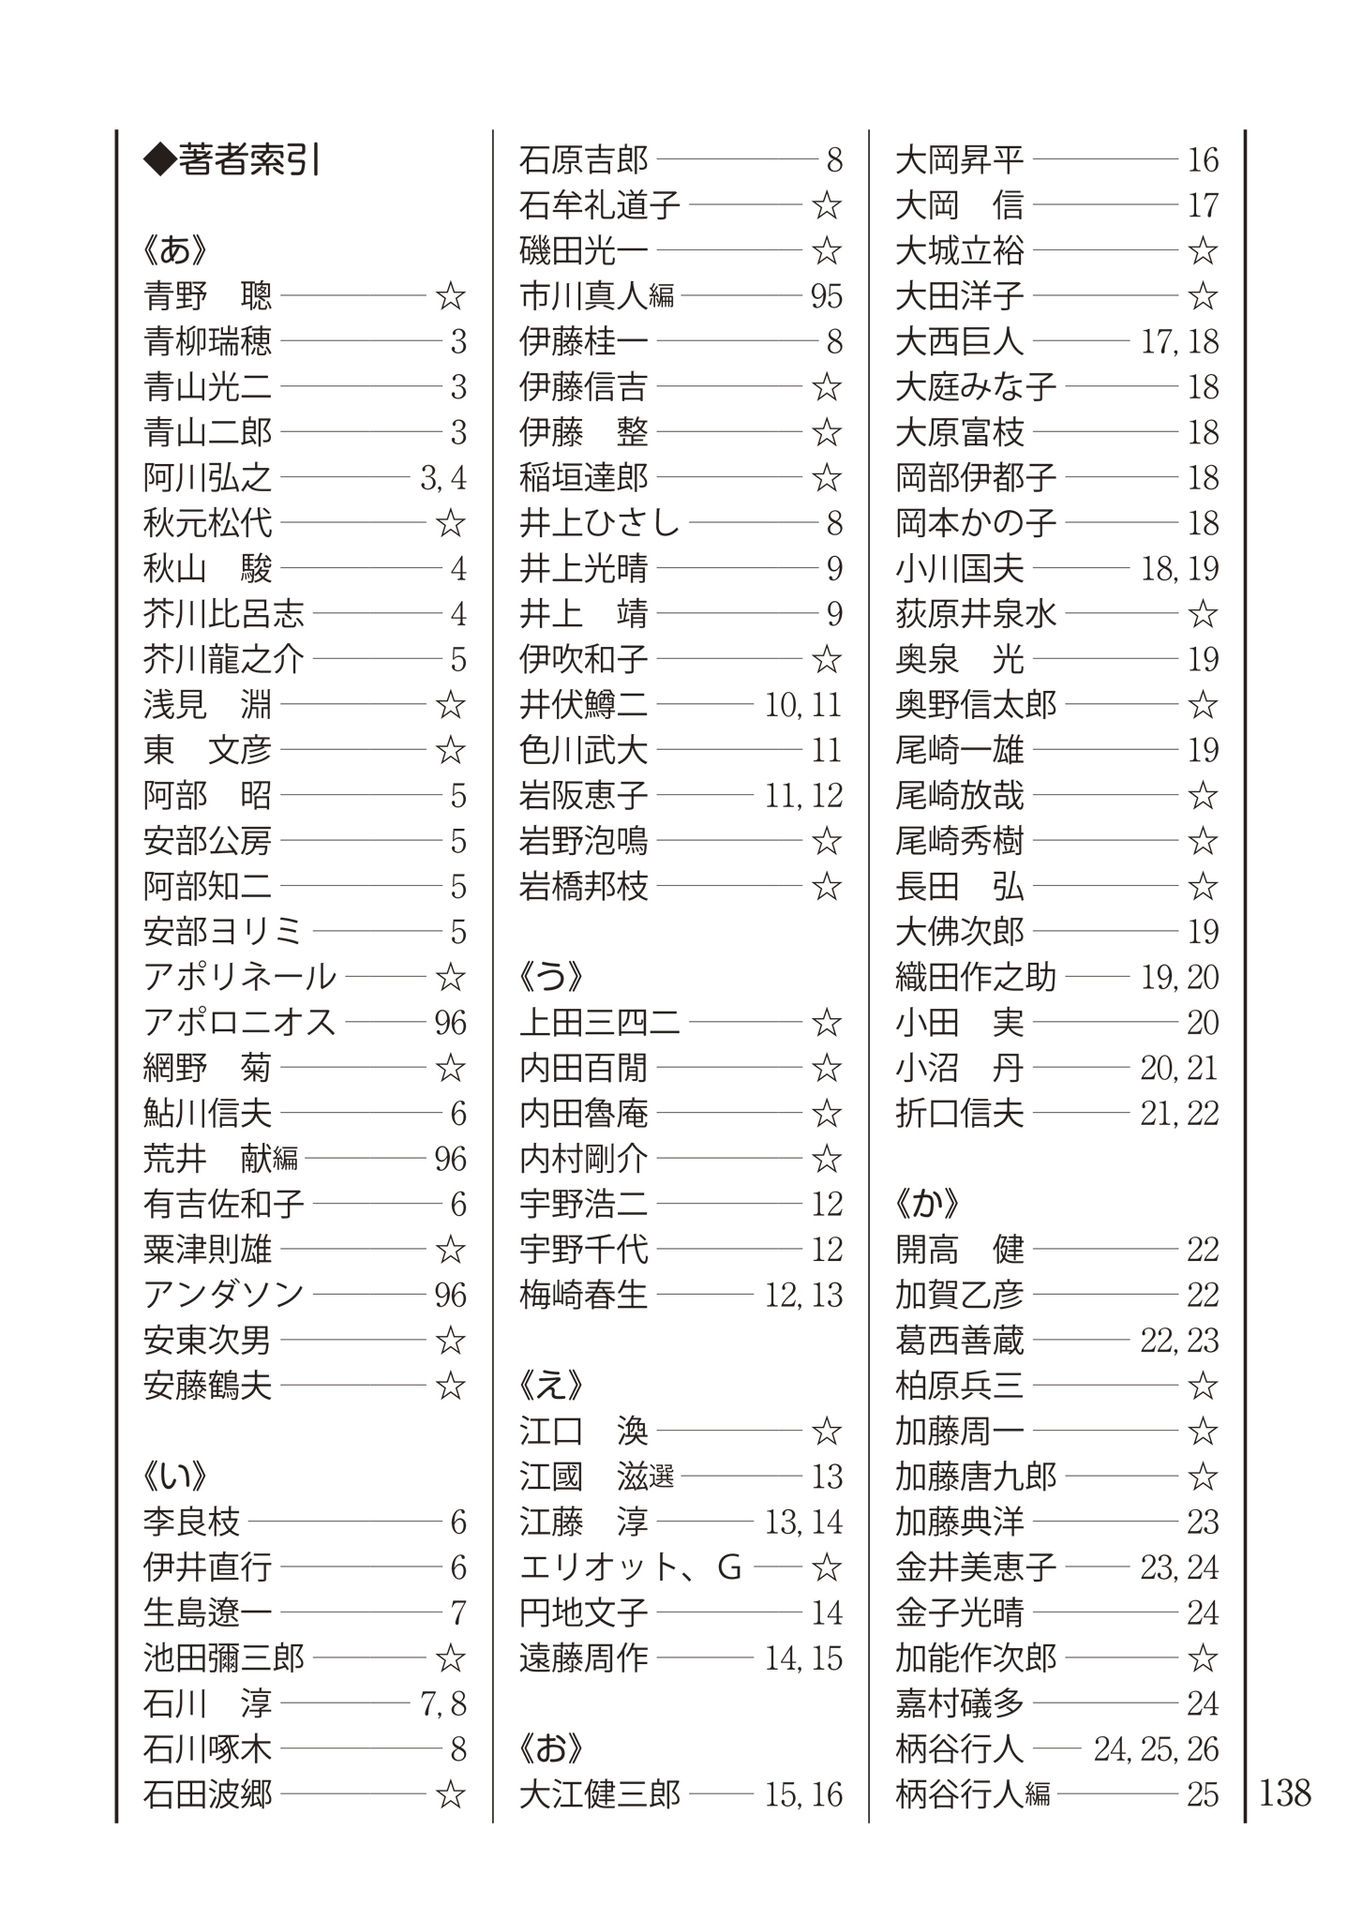 ◆著者索引
《あ》
青野　聰 ――― ☆
青柳瑞穂 ――― 3
青山光二 ――― 3
青山二郎 ――― 3
阿川弘之 ――― 3, 4
秋元松代 ――― ☆
秋山　駿 ――― 4
芥川比呂志 ――― 4
芥川龍之介 ――― 5
浅見　淵 ――― ☆
東　文彦 ――― ☆
阿部　昭 ――― 5
安部公房 ――― 5
阿部知二 ――― 5
安部ヨリミ ――― 5
アポリネール ――― ☆
アポロニオス ――― 96
網野　菊 ――― ☆
鮎川信夫 ――― 6
荒井　献編 ――― 96
有吉佐和子 ――― 6
粟津則雄 ――― ☆
アンダソン ――― 96
安東次男 ――― ☆
安藤鶴夫 ――― ☆
《い》
李良枝 ――― 6
伊井直行 ――― 6
生島遼一 ――― 7
池田彌三郎 ――― ☆
石川　淳 ――― 7, 8
石川啄木 ――― 8
石田波郷 ――― ☆
石原吉郎 ――― 8
石牟礼道子 ――― ☆
磯田光一 ――― ☆
市川真人編 ――― 95
伊藤桂一 ――― 8
伊藤信吉 ――― ☆
伊藤　整 ――― ☆
稲垣達郎 ――― ☆
井上ひさし ――― 8
井上光晴 ――― 9
井上　靖 ――― 9
伊吹和子 ――― ☆
井伏鱒二 ――― 10, 11
色川武大 ――― 11
岩阪恵子 ――― 11, 12
岩野泡鳴 ――― ☆
岩橋邦枝 ――― ☆
《う》
上田三四二 ――― ☆
内田百閒 ――― ☆
内田魯庵 ――― ☆
内村剛介 ――― ☆
宇野浩二 ――― 12
宇野千代 ――― 12
梅崎春生 ――― 12, 13
《え》
江口　渙 ――― ☆
江國　滋選 ――― 13
江藤　淳 ――― 13, 14
エリオット、G ――― ☆
円地文子 ――― 14
遠藤周作 ――― 14, 15
《お》
大江健三郎 ――― 15, 16
大岡昇平 ――― 16
大岡　信 ――― 17
大城立裕 ――― ☆
大田洋子 ――― ☆
大西巨人 ――― 17, 18
大庭みな子 ――― 18
大原富枝 ――― 18
岡部伊都子 ――― 18
岡本かの子 ――― 18
小川国夫 ――― 18, 19
荻原井泉水 ――― ☆
奥泉　光 ――― 19
奥野信太郎 ――― ☆
尾崎一雄 ――― 19
尾崎放哉 ――― ☆
尾崎秀樹 ――― ☆
長田　弘 ――― ☆
大佛次郎 ――― 19
織田作之助 ――― 19, 20
小田　実 ――― 20
小沼　丹 ――― 20, 21
折口信夫 ――― 21, 22
《か》
開高　健 ――― 22
加賀乙彦 ――― 22
葛西善蔵 ――― 22, 23
柏原兵三 ――― ☆
加藤周一 ――― ☆
加藤唐九郎 ――― ☆
加藤典洋 ――― 23
金井美恵子 ――― 23, 24
金子光晴 ――― 24
加能作次郎 ――― ☆
嘉村礒多 ――― 24
柄谷行人 ――― 24, 25, 26
柄谷行人編 ――― 25
138